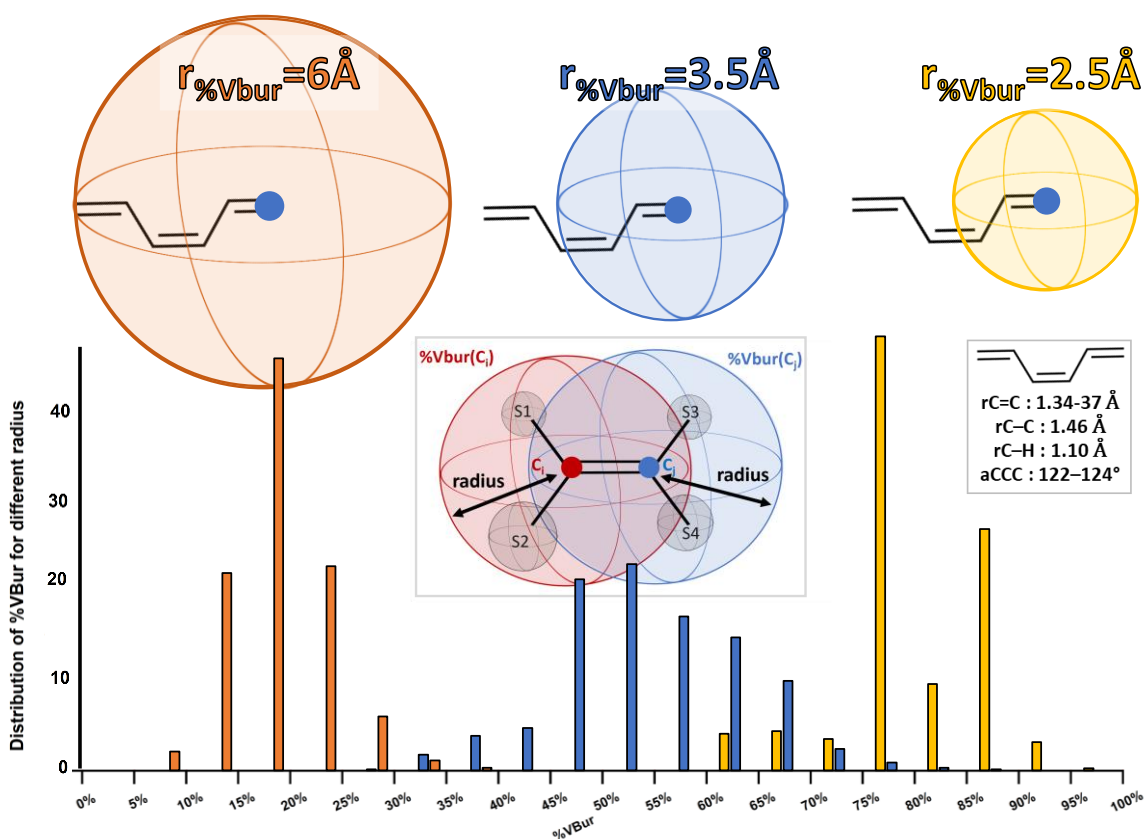 r%Vbur=6Å
r%Vbur=3.5Å
r%Vbur=2.5Å
%Vbur(Ci)
%Vbur(Cj)
S1
S3
Ci
Cj
radius
radius
S2
S4
rC=C : 1.34-37 Å
rC–C : 1.46 Å
rC–H : 1.10 Å
aCCC : 122–124°
Distribution of %VBur for different radius
40
30
20
10
0
0%
5%
10%
15%
20%
25%
30%
35%
40%
45%
50%
55%
60%
65%
70%
75%
80%
85%
90%
95%
100%
%VBur